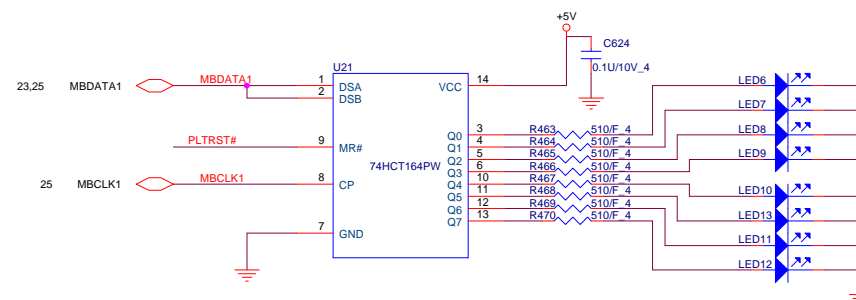 +5V
C624
0.1U/10V_4
U21
23,25 MBDATA1 MBDATA1 1 DSA VCC 14
2 DSB
LED6
LED7
PLTRST# 9 MR# Q0 3 R463 510/F_4 LED8
Q1 4 R464 510/F_4
74HCT164PW Q2 5 R465 510/F_4 LED9
Q3 6 R466 510/F_4
25 MBCLK1 MBCLK1 8 CP Q4 10 R467 510/F_4 LED10
Q5 11 R468 510/F_4
Q6 12 R469 510/F_4 LED13
Q7 13 R470 510/F_4
7 GND LED11
LED12